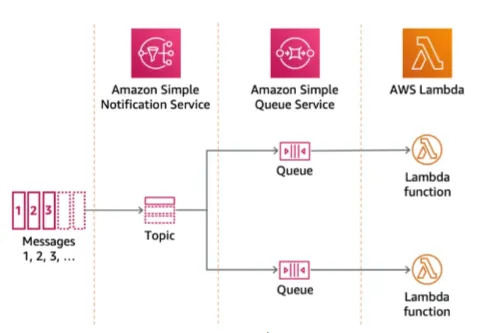 Amazon Simple
Notification Service
Amazon Simple
Queue Service
AWS Lambda
Queue
Lambda
function
1 2 3
Messages
1, 2, 3, ...
Topic
Queue
Lambda
function